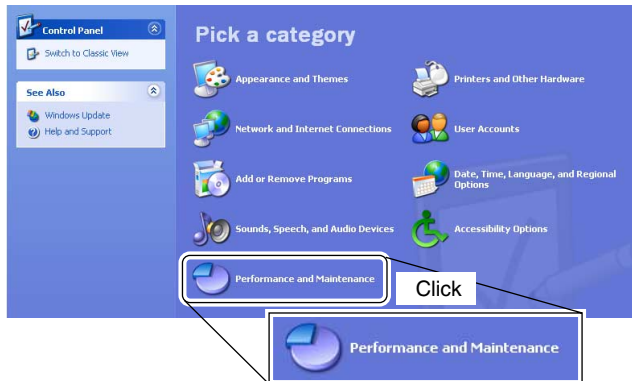 Control Panel
Switch to Classic View
See Also
Windows Update
Help and Support
Pick a category
Appearance and Themes
Printers and Other Hardware
Network and Internet Connections
User Accounts
Add or Remove Programs
Date, Time, Language, and Regional
Options
Sounds, Speech, and Audio Devices
Accessibility Options
Performance and Maintenance
Click
Performance and Maintenance